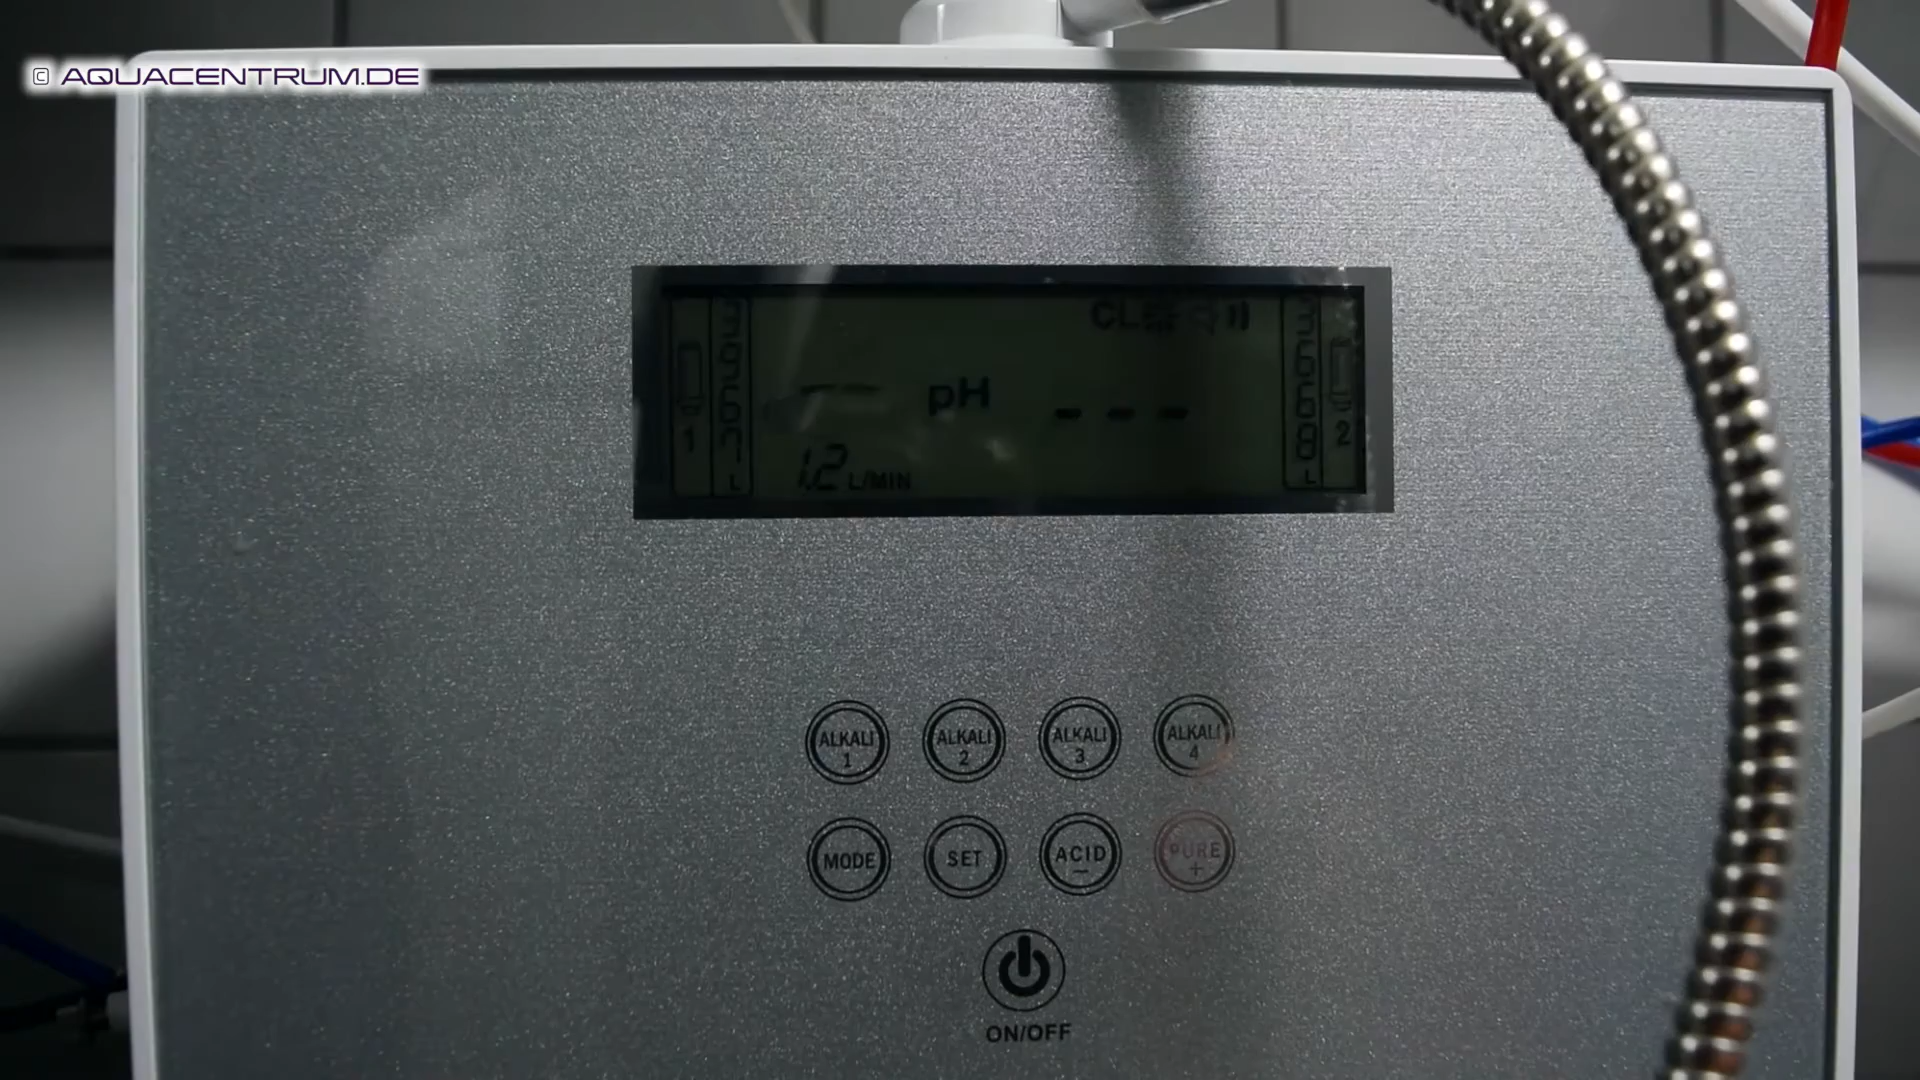 © AQUACENTRUM.DE
pH
- - -
1.2 L/MIN
1
L
L
2
ALKALI 1
ALKALI 2
ALKALI 3
ALKALI 4
MODE
SET
ACID −
PURE +
ON/OFF